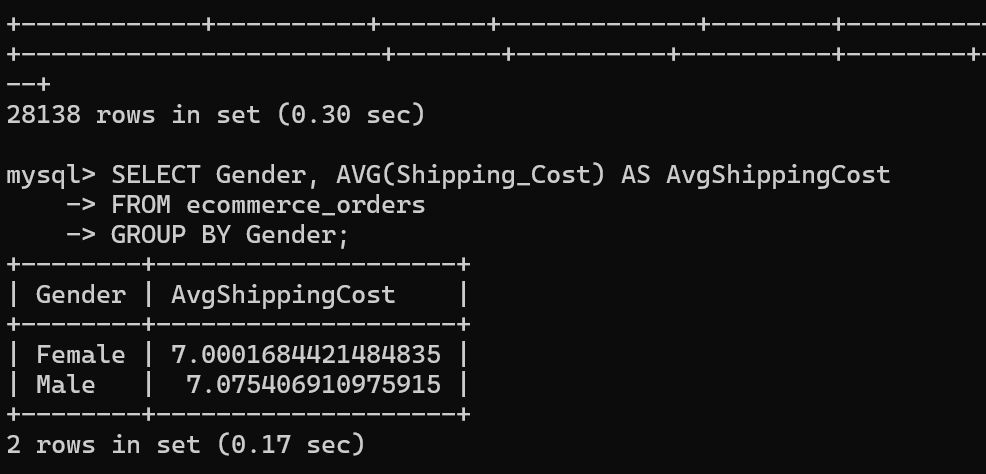 +------------+----------+-------+-------------+--------+----------
+------------------------+-------+----------+----------+--------+-
--+
28138 rows in set (0.30 sec)
mysql> SELECT Gender, AVG(Shipping_Cost) AS AvgShippingCost
    -> FROM ecommerce_orders
    -> GROUP BY Gender;
+--------+--------------------+
| Gender | AvgShippingCost    |
+--------+--------------------+
| Female | 7.0001684421484835 |
| Male   |  7.075406910975915 |
+--------+--------------------+
2 rows in set (0.17 sec)